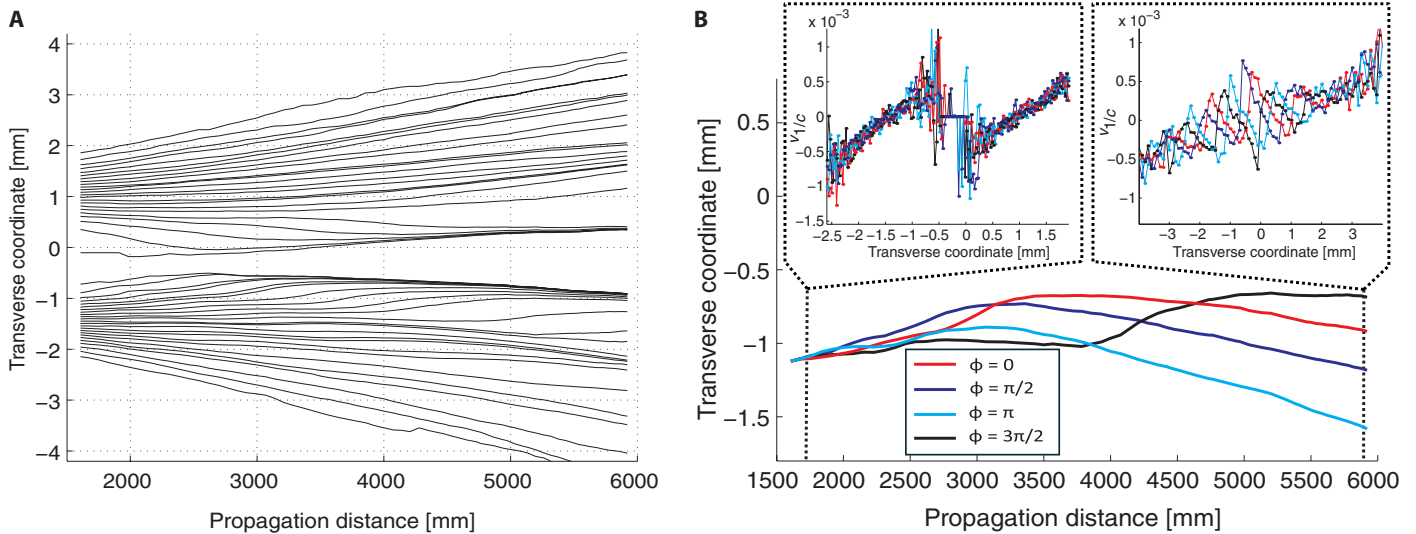 A
Transverse coordinate [mm]
4
3
2
1
0
−1
−2
−3
−4
2000 3000 4000 5000 6000
Propagation distance [mm]
B
Transverse coordinate [mm]
0.5
0
−0.5
−1
−1.5
1500 2000 2500 3000 3500 4000 4500 5000 5500 6000
Propagation distance [mm]
x 10⁻³
v1/c
1
0.5
0
−0.5
−1
−1.5
−2.5 −2 −1.5 −1 −0.5 0 0.5 1 1.5
Transverse coordinate [mm]
x 10⁻³
v1/c
1
0.5
0
−0.5
−1
−3 −2 −1 0 1 2 3
Transverse coordinate [mm]
ϕ = 0
ϕ = π/2
ϕ = π
ϕ = 3π/2